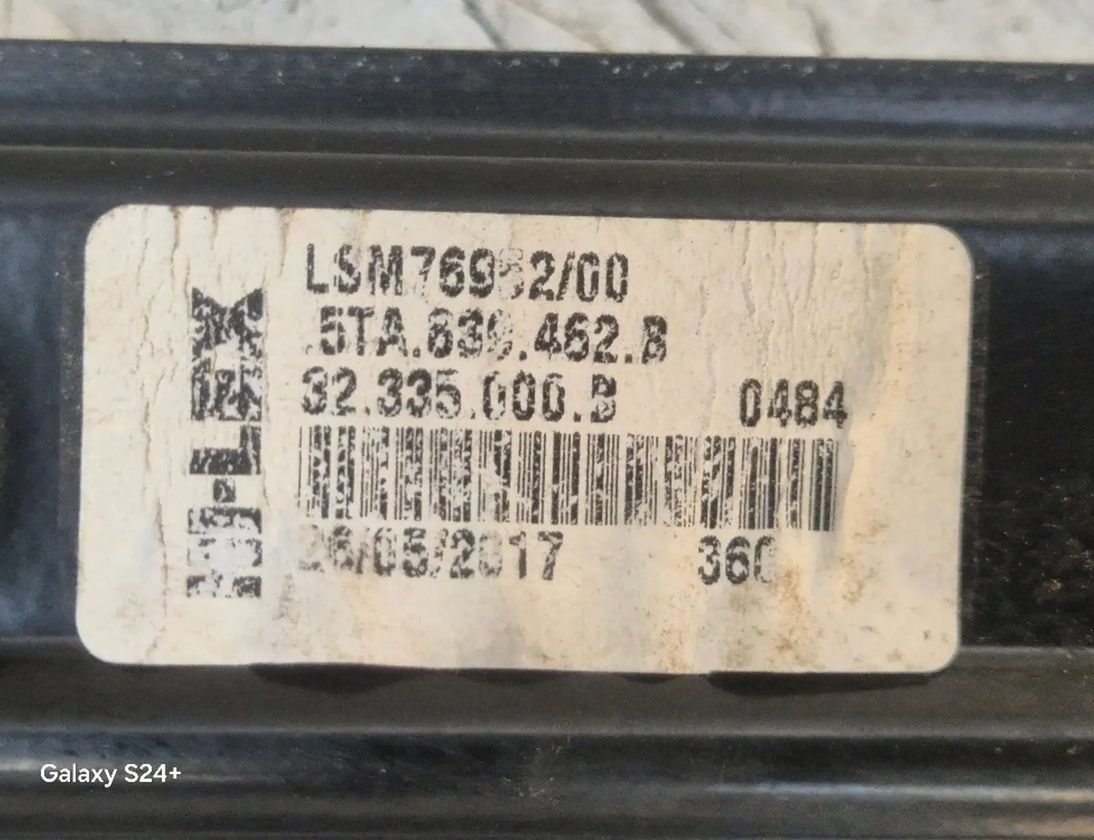 HI-LEX
LSM76952/00
.5TA.839.462.B
32.335.000.B 0484
26/05/2017 360
Galaxy S24+